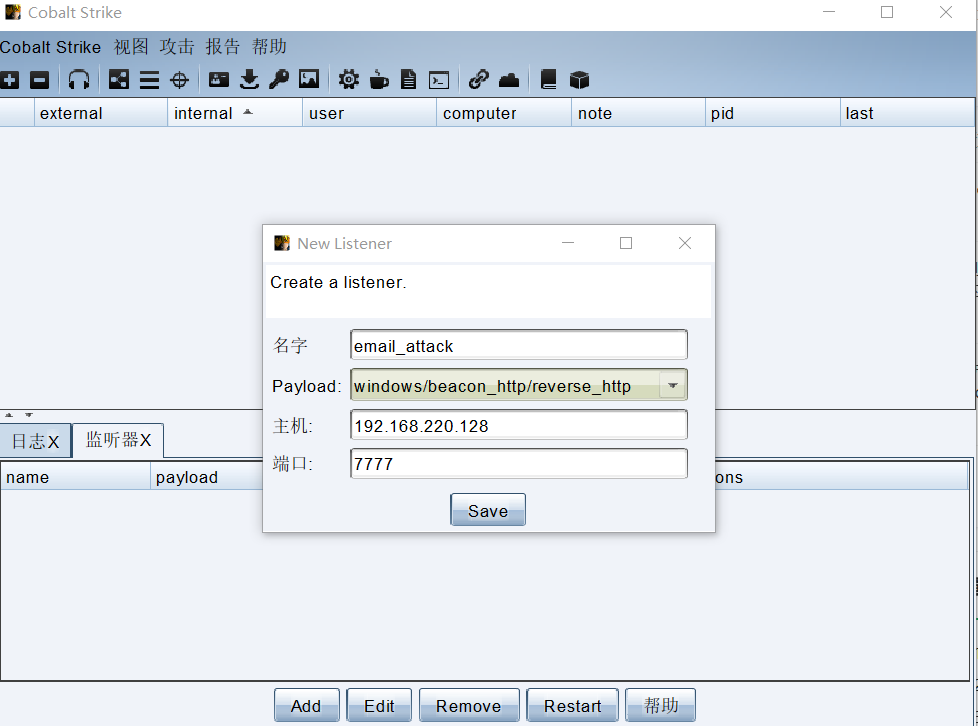 Cobalt Strike
Cobalt Strike 视图 攻击 报告 帮助
external internal user computer note pid last
New Listener
Create a listener.
名字 email_attack
Payload: windows/beacon_http/reverse_http
主机: 192.168.220.128
端口: 7777
Save
日志X 监听器X
name payload ons
Add Edit Remove Restart 帮助